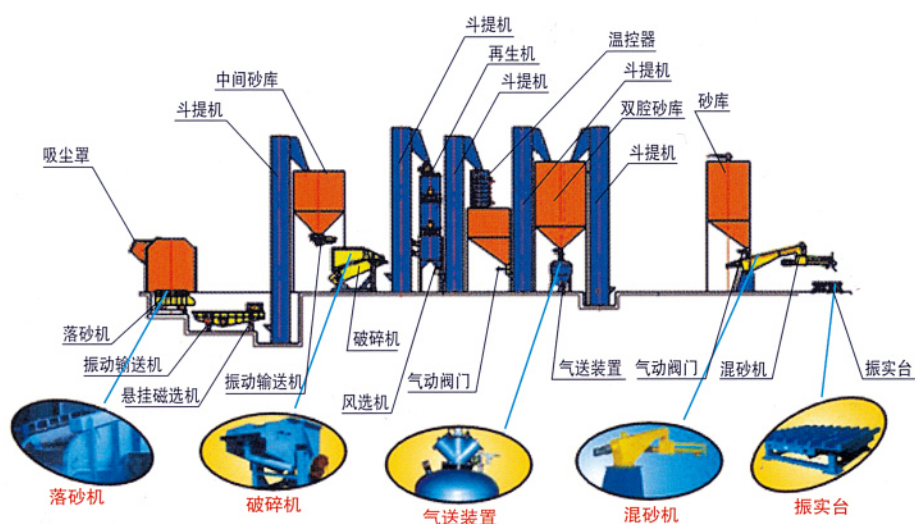 斗提机
再生机
斗提机
温控器
斗提机
双腔砂库
砂库
中间砂库
斗提机
斗提机
吸尘罩
落砂机
振动输送机
悬挂磁选机
振动输送机
破碎机
风选机
气动阀门
气送装置
气动阀门
混砂机
振实台
落砂机
破碎机
气送装置
混砂机
振实台